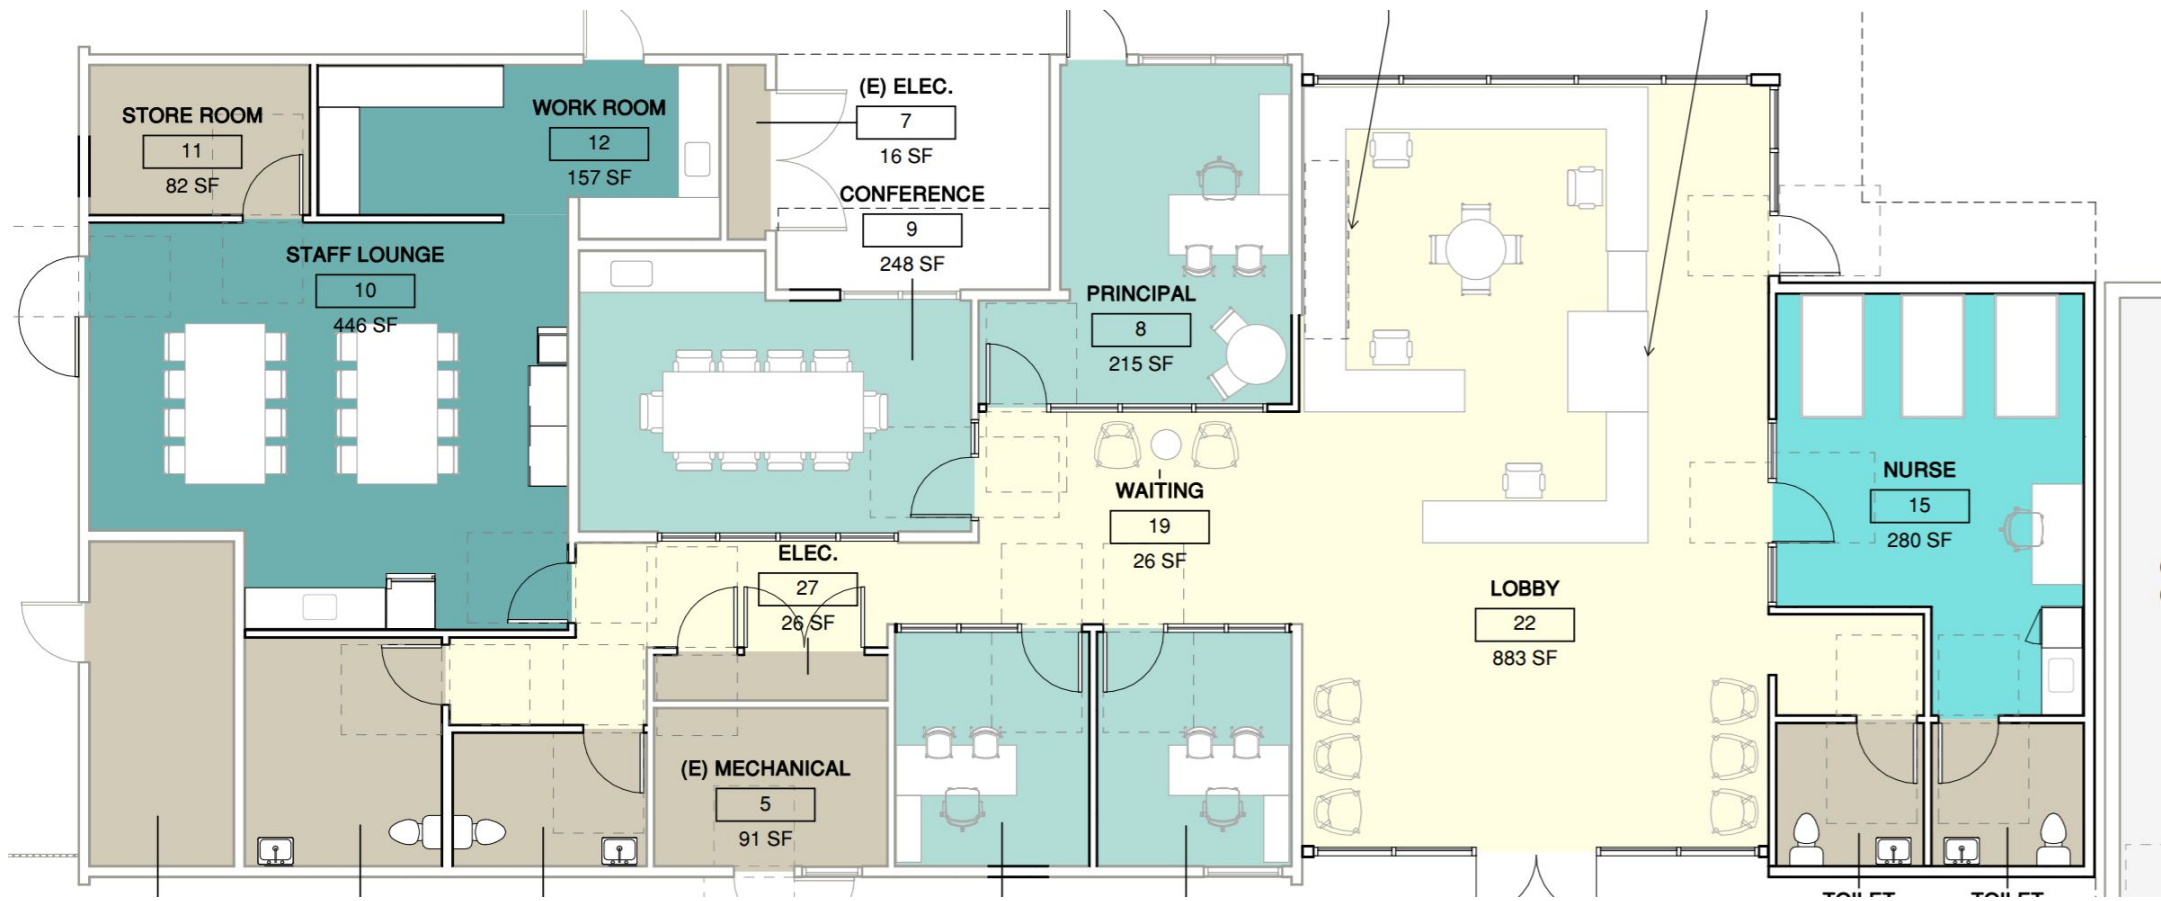 STORE ROOM
11
82 SF
WORK ROOM
12
157 SF
(E) ELEC.
7
16 SF
CONFERENCE
9
248 SF
STAFF LOUNGE
10
446 SF
PRINCIPAL
8
215 SF
WAITING
19
26 SF
NURSE
15
280 SF
ELEC.
27
26 SF
LOBBY
22
883 SF
(E) MECHANICAL
5
91 SF
TOILET
TOILET